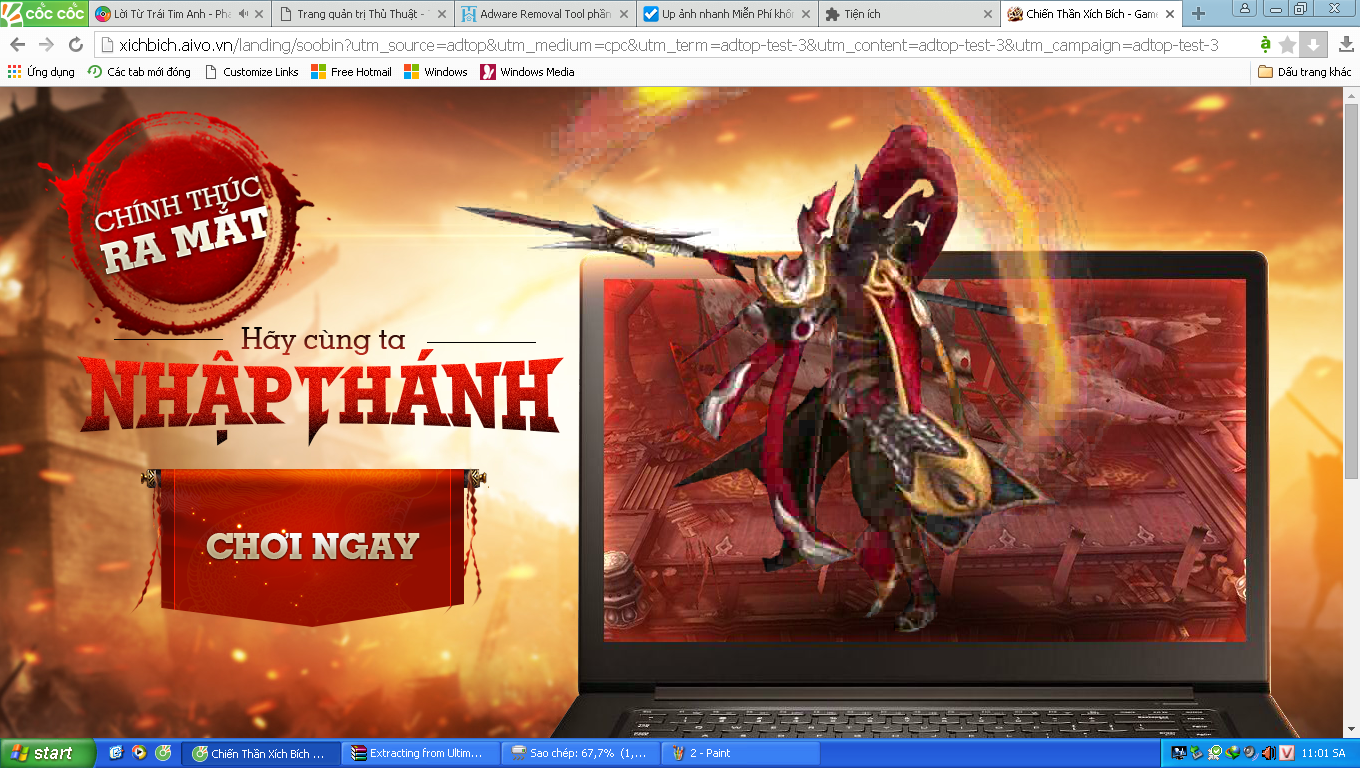 CỐC CỐC
Lời Từ Trái Tim Anh - Pha
Trang quản trị Thủ Thuật -
Adware Removal Tool phần
Up ảnh nhanh Miễn Phí khôn
Tiện ích
Chiến Thần Xích Bích - Game
xichbich.aivo.vn/landing/soobin?utm_source=adtop&utm_medium=cpc&utm_term=adtop-test-3&utm_content=adtop-test-3&utm_campaign=adtop-test-3
Ứng dụng
Các tab mới đóng
Customize Links
Free Hotmail
Windows
Windows Media
Dấu trang khác
CHÍNH THỨC
RA MẮT
Hãy cùng ta
NHẬP THÁNH
CHƠI NGAY
start
Chiến Thần Xích Bích ...
Extracting from Ultim...
Sao chép: 67,7% (1,...
2 - Paint
V
11:01 SA